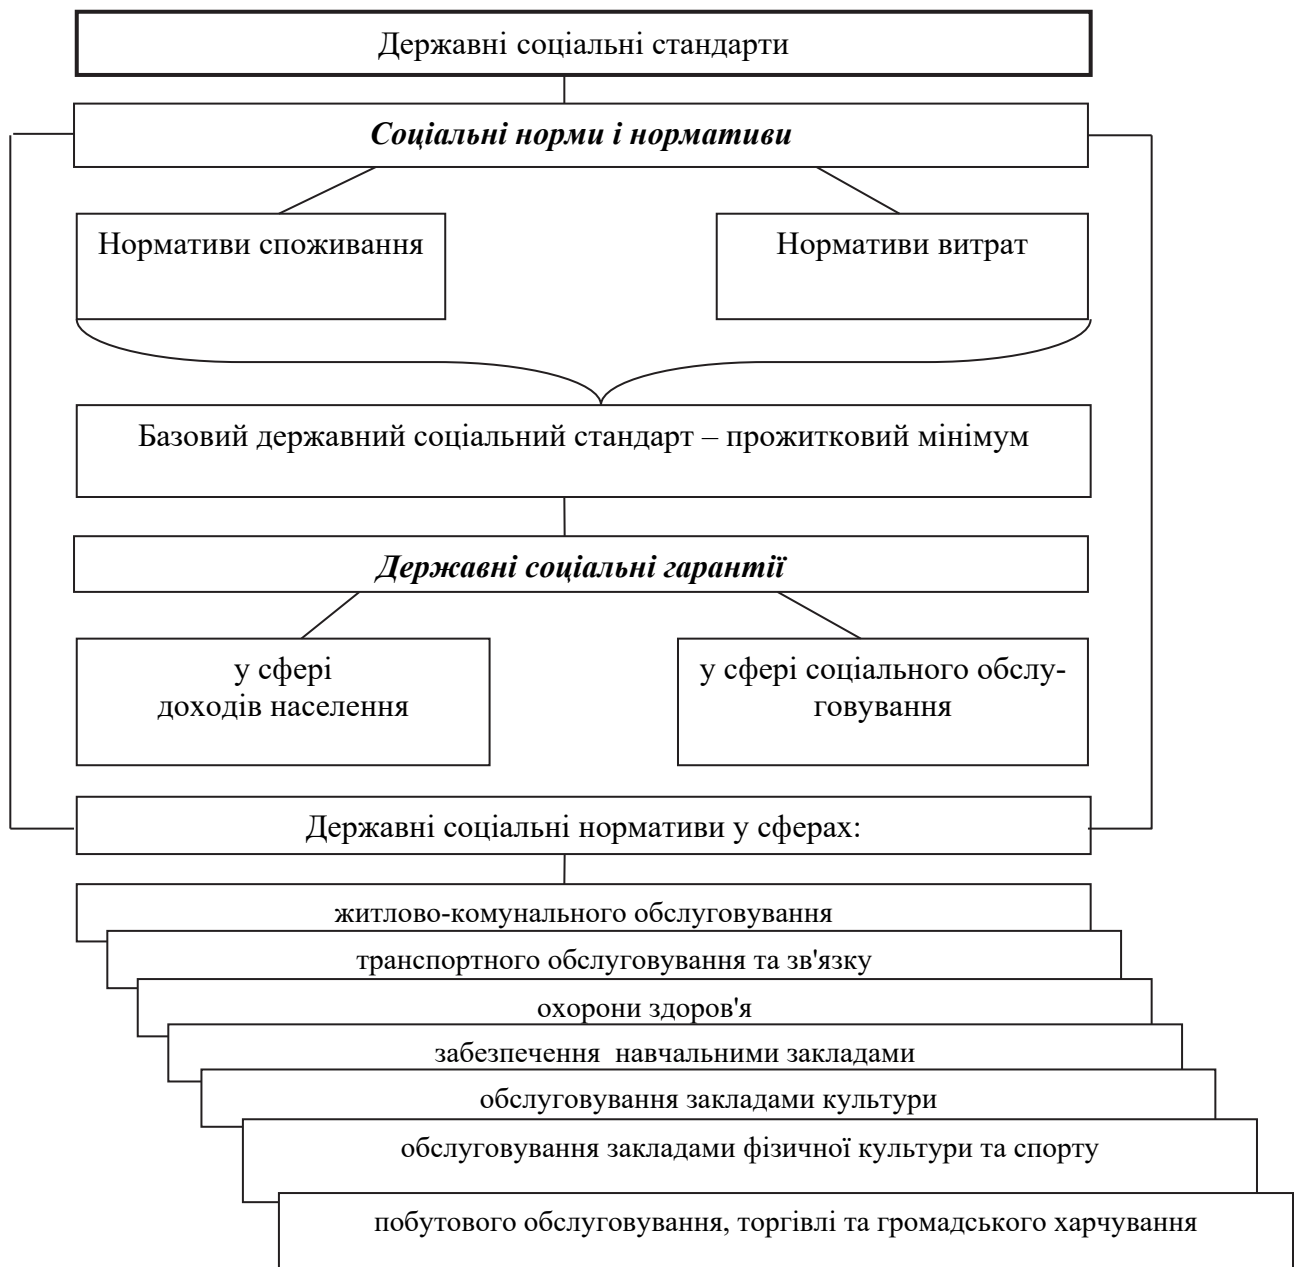 Державні соціальні стандарти
Соціальні норми і нормативи
Нормативи споживання
Нормативи витрат
Базовий державний соціальний стандарт – прожитковий мінімум
Державні соціальні гарантії
у сфері
доходів населення
у сфері соціального обслу-
говування
Державні соціальні нормативи у сферах:
житлово-комунального обслуговування
транспортного обслуговування та зв'язку
охорони здоров'я
забезпечення  навчальними закладами
обслуговування закладами культури
обслуговування закладами фізичної культури та спорту
побутового обслуговування, торгівлі та громадського харчування